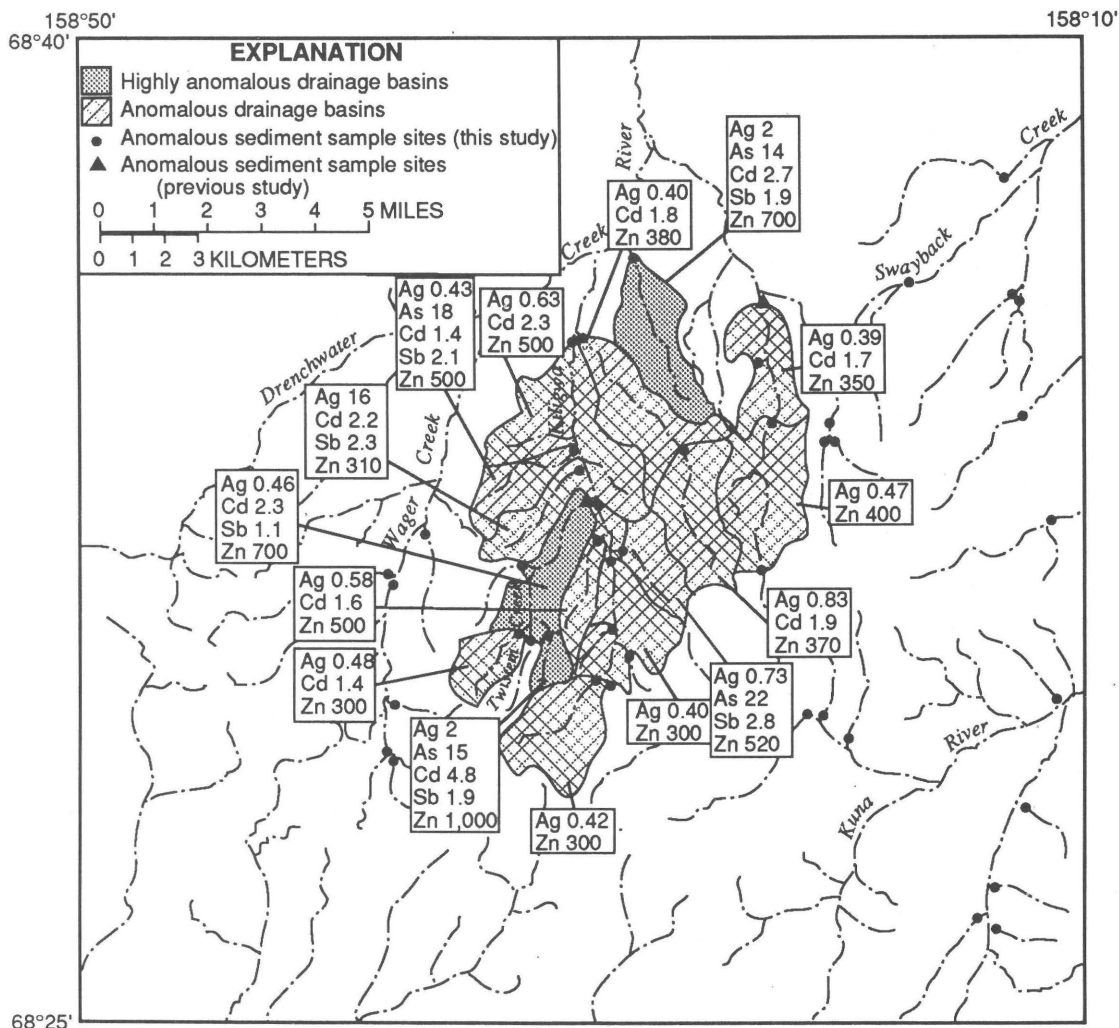 158°50'
158°10'
68°40'
EXPLANATION
Highly anomalous drainage basins
Anomalous drainage basins
Anomalous sediment sample sites (this study)
Anomalous sediment sample sites
(previous study)
0 1 2 3 4 5 MILES
0 1 2 3 KILOMETERS
River
Ag 2
As 14
Cd 2.7
Sb 1.9
Zn 700
Creek
Ag 0.40
Cd 1.8
Zn 380
Creek
Swayback
Ag 0.43
As 18
Cd 1.4
Sb 2.1
Zn 500
Ag 0.63
Cd 2.3
Zn 500
Ag 0.39
Cd 1.7
Zn 350
Drenchwater
Kiligwa
Ag 16
Cd 2.2
Sb 2.3
Zn 310
Creek
Wager
Ag 0.46
Cd 2.3
Sb 1.1
Zn 700
Ag 0.47
Zn 400
Ag 0.58
Cd 1.6
Zn 500
Creek
Twistem
Ag 0.83
Cd 1.9
Zn 370
Ag 0.48
Cd 1.4
Zn 300
Ag 0.73
As 22
Sb 2.8
Zn 520
Ag 0.40
Zn 300
Ag 2
As 15
Cd 4.8
Sb 1.9
Zn 1,000
Ag 0.42
Zn 300
River
Kuna
68°25'